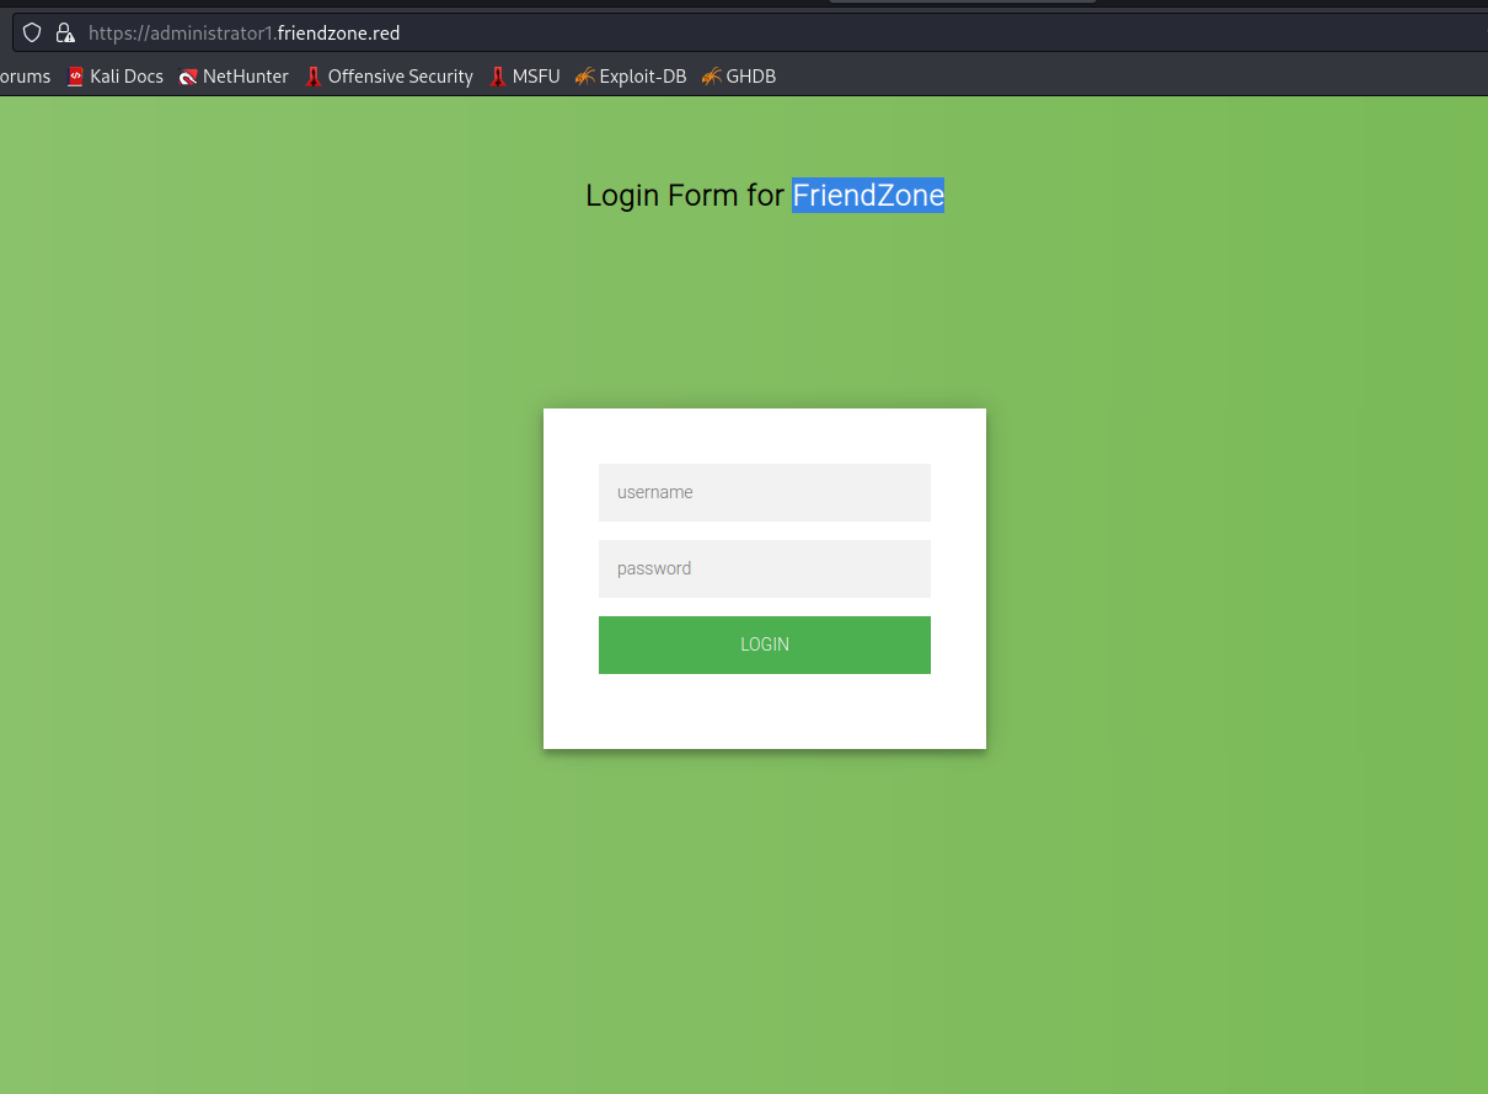 https://administrator1.friendzone.red
orums Kali Docs NetHunter Offensive Security MSFU Exploit-DB GHDB
Login Form for FriendZone
username
password
LOGIN